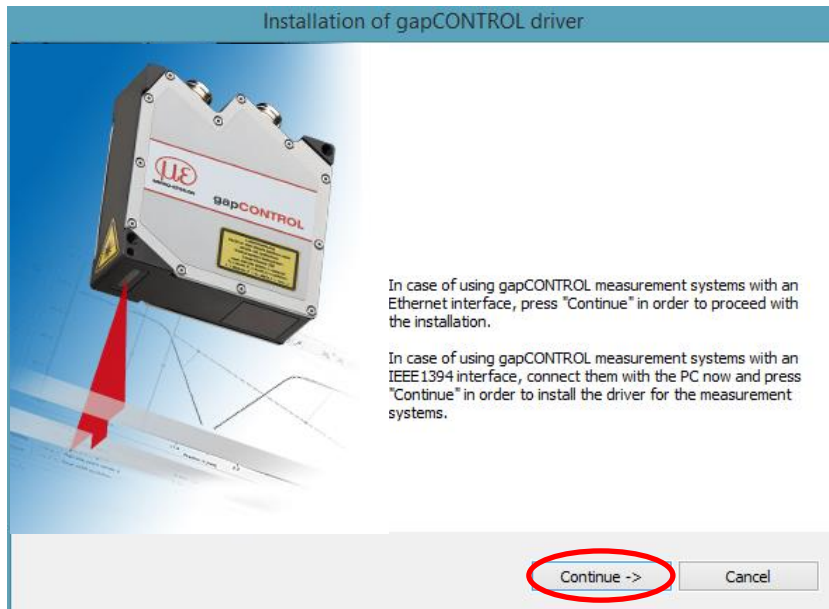 Installation of gapCONTROL driver
με
gapCONTROL
In case of using gapCONTROL measurement systems with an
Ethernet interface, press "Continue" in order to proceed with
the installation.
In case of using gapCONTROL measurement systems with an
IEEE1394 interface, connect them with the PC now and press
"Continue" in order to install the driver for the measurement
systems.
Continue ->
Cancel